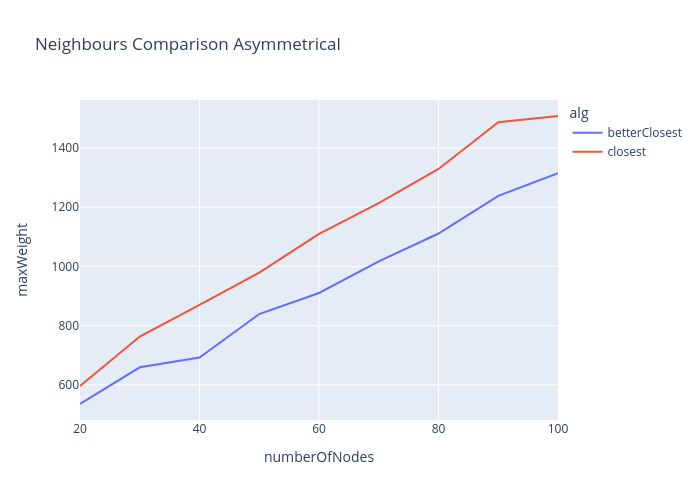 Neighbours Comparison Asymmetrical
alg
betterClosest
closest
maxWeight
1400
1200
1000
800
600
20
40
60
80
100
numberOfNodes